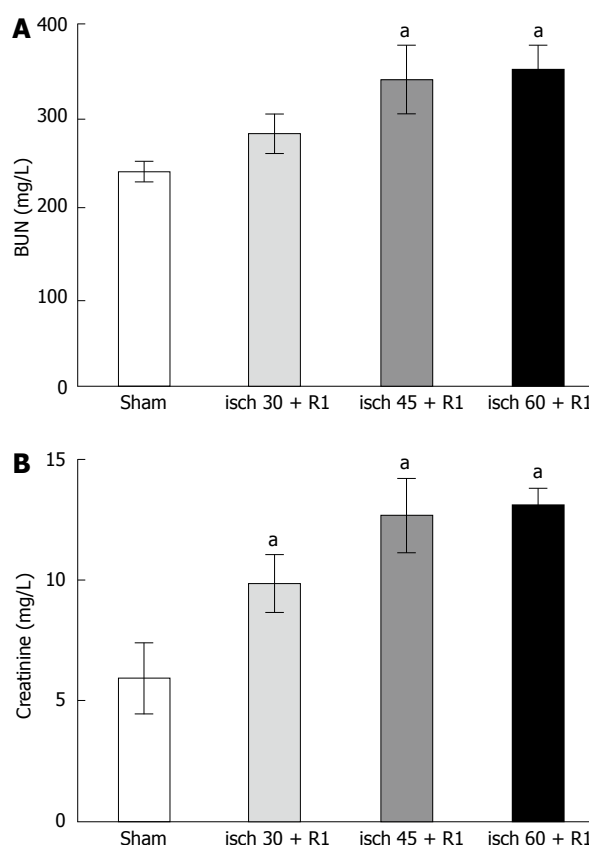 A
400
300
200
100
0
BUN (mg/L)
a
a
Sham
isch 30 + R1
isch 45 + R1
isch 60 + R1
B
15
10
5
0
Creatinine (mg/L)
a
a
a
Sham
isch 30 + R1
isch 45 + R1
isch 60 + R1